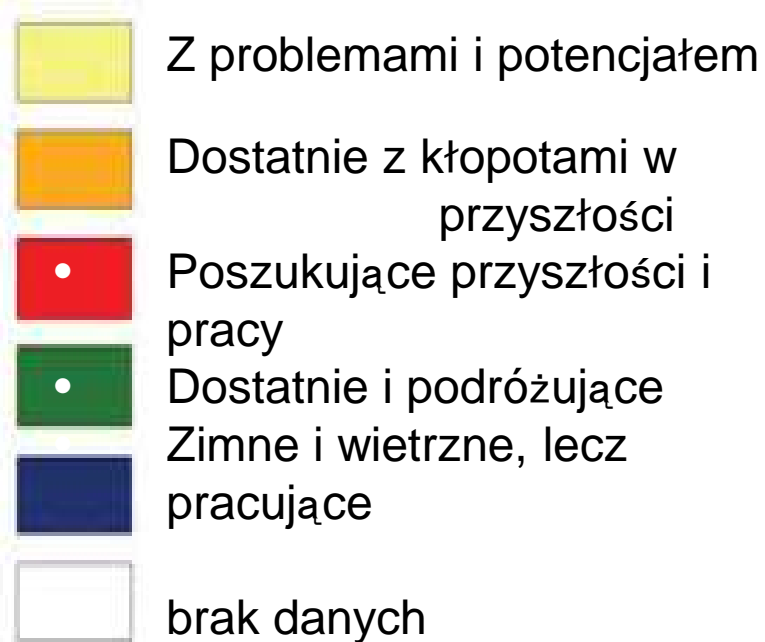 Z problemami i potencjałem
Dostatnie z kłopotami w
przyszłości
Poszukujące przyszłości i
pracy
Dostatnie i podróżujące
Zimne i wietrzne, lecz
pracujące
brak danych